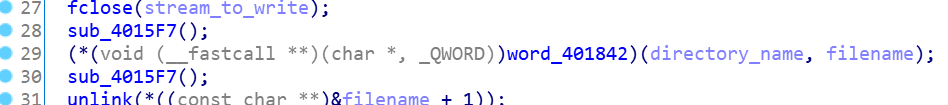 27 fclose(stream_to_write);
28 sub_4015F7();
29 (*(void (__fastcall **)(char *, _QWORD))word_401842)(directory_name, filename);
30 sub_4015F7();
31 unlink(*((const char **)&filename + 1));